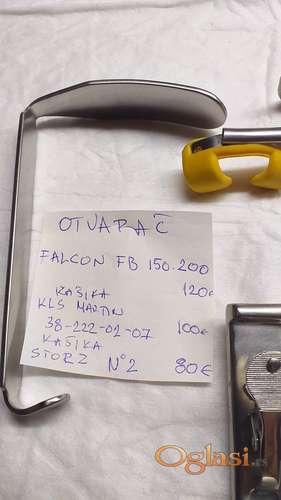 OTVARAČ
FALCON FB 150.200
120€
KAŠIKA
KLS MARTIN
38-222-02-07 100€
KAŠIKA
STORZ N°2 80€
Oglasi.rs